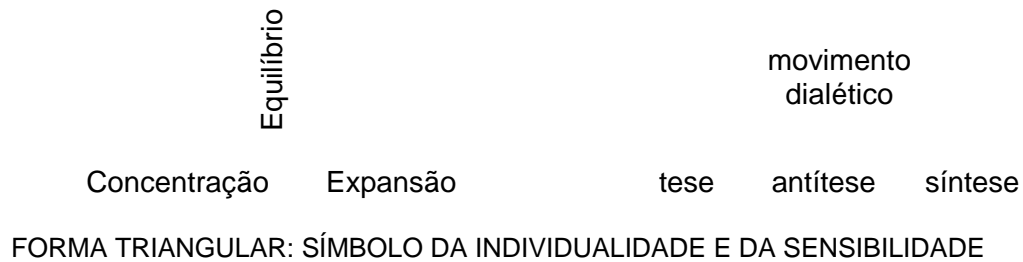 Equilíbrio
movimento
dialético
Concentração Expansão tese antítese síntese
FORMA TRIANGULAR: SÍMBOLO DA INDIVIDUALIDADE E DA SENSIBILIDADE